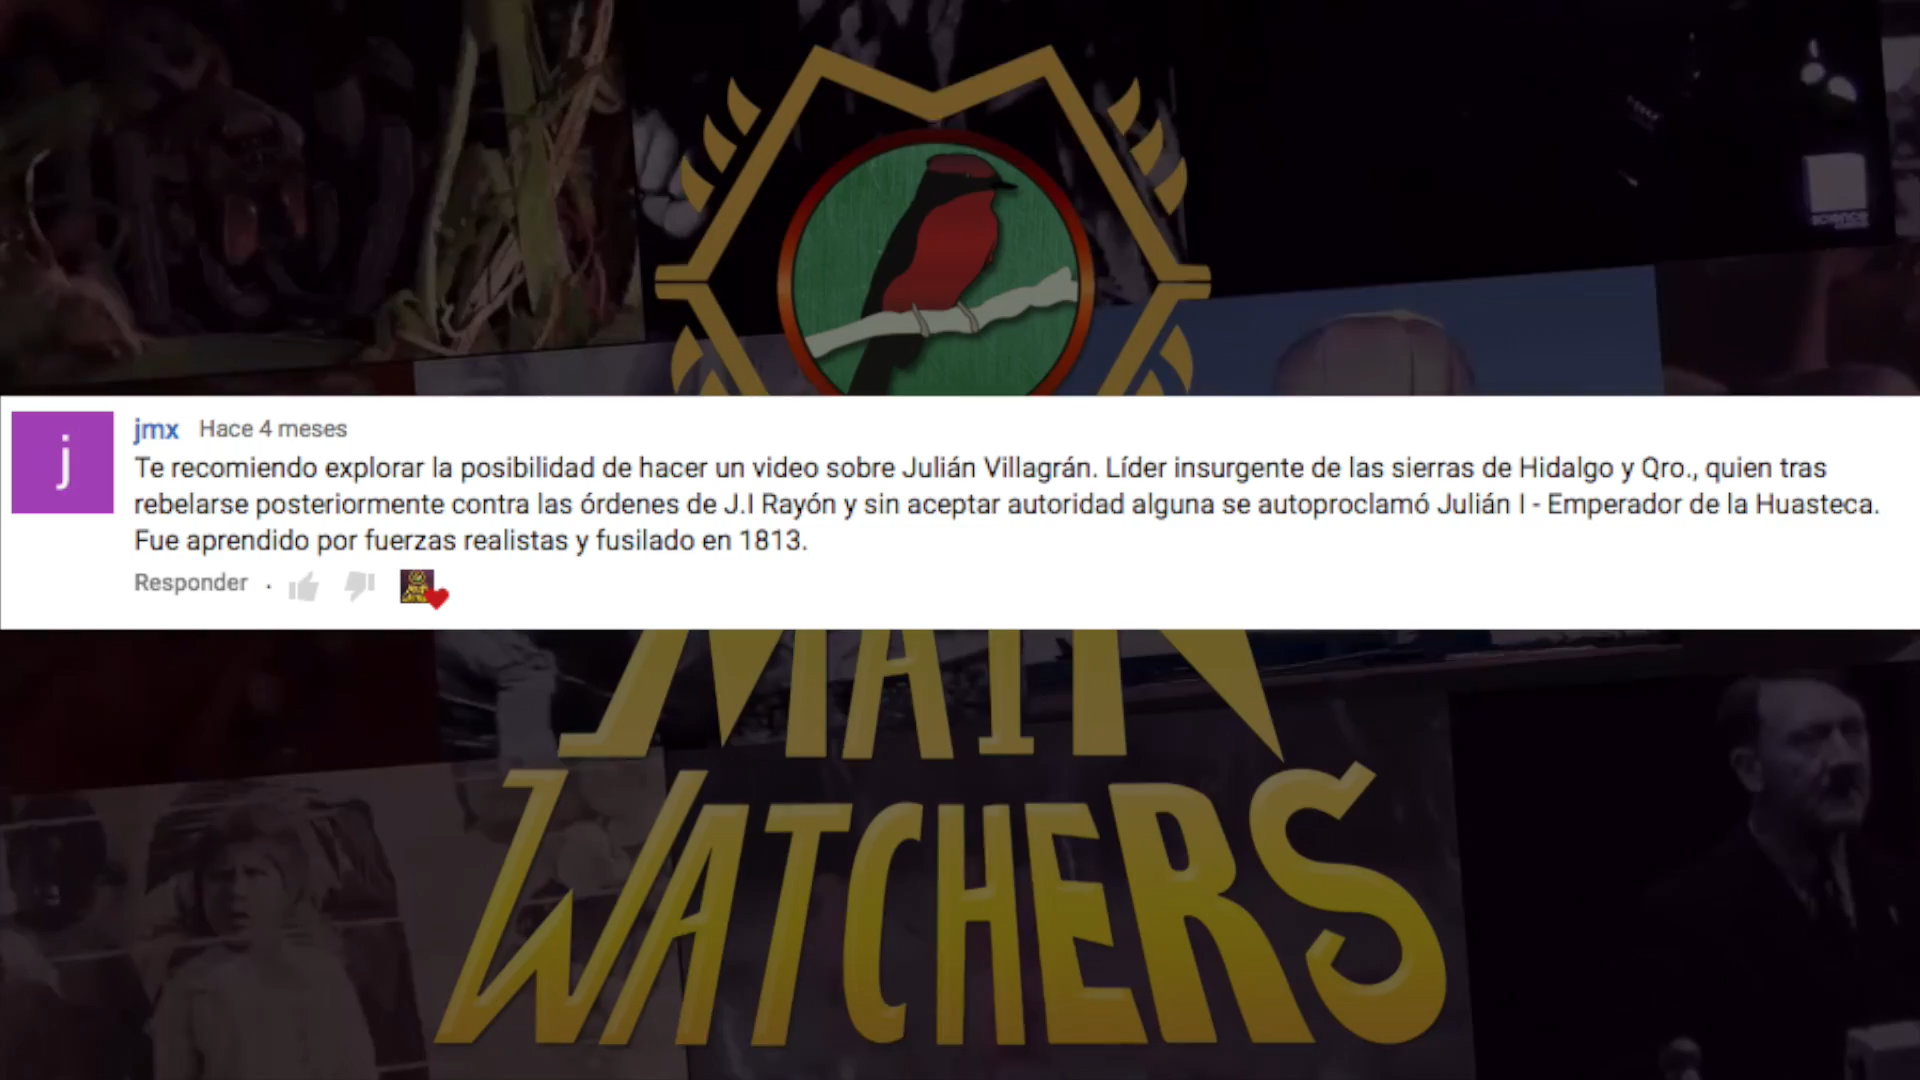 science
j
jmx Hace 4 meses
Te recomiendo explorar la posibilidad de hacer un video sobre Julián Villagrán. Líder insurgente de las sierras de Hidalgo y Qro., quien tras
rebelarse posteriormente contra las órdenes de J.I Rayón y sin aceptar autoridad alguna se autoproclamó Julián I - Emperador de la Huasteca.
Fue aprendido por fuerzas realistas y fusilado en 1813.
Responder .
WATCHERS